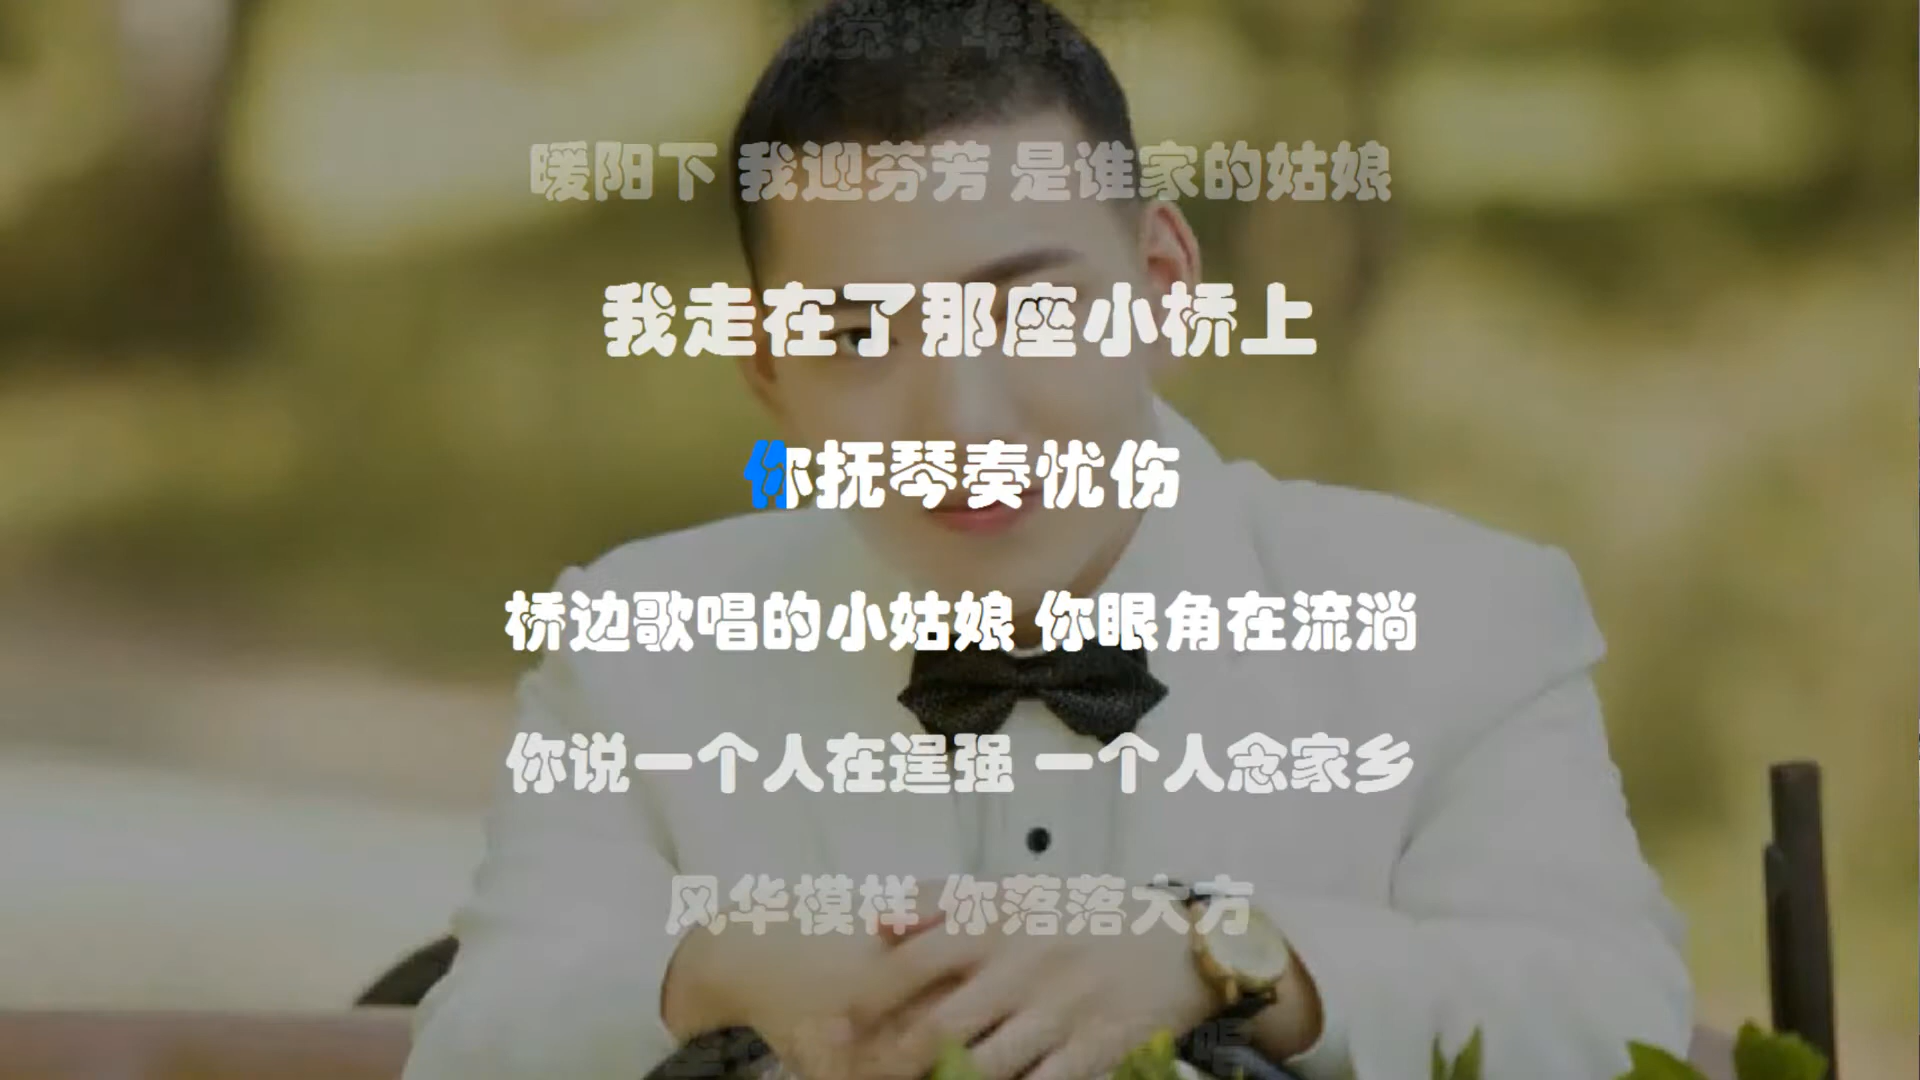 暖阳下 我迎芬芳 是谁家的姑娘
我走在了那座小桥上
你抚琴奏忧伤
桥边歌唱的小姑娘 你眼角在流淌
你说一个人在逞强 一个人念家乡
风华模样 你落落大方